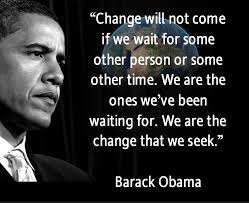 “Change will not come
if we wait for some
other person or some
other time. We are the
ones we’ve been
waiting for. We are the
change that we seek.”
Barack Obama